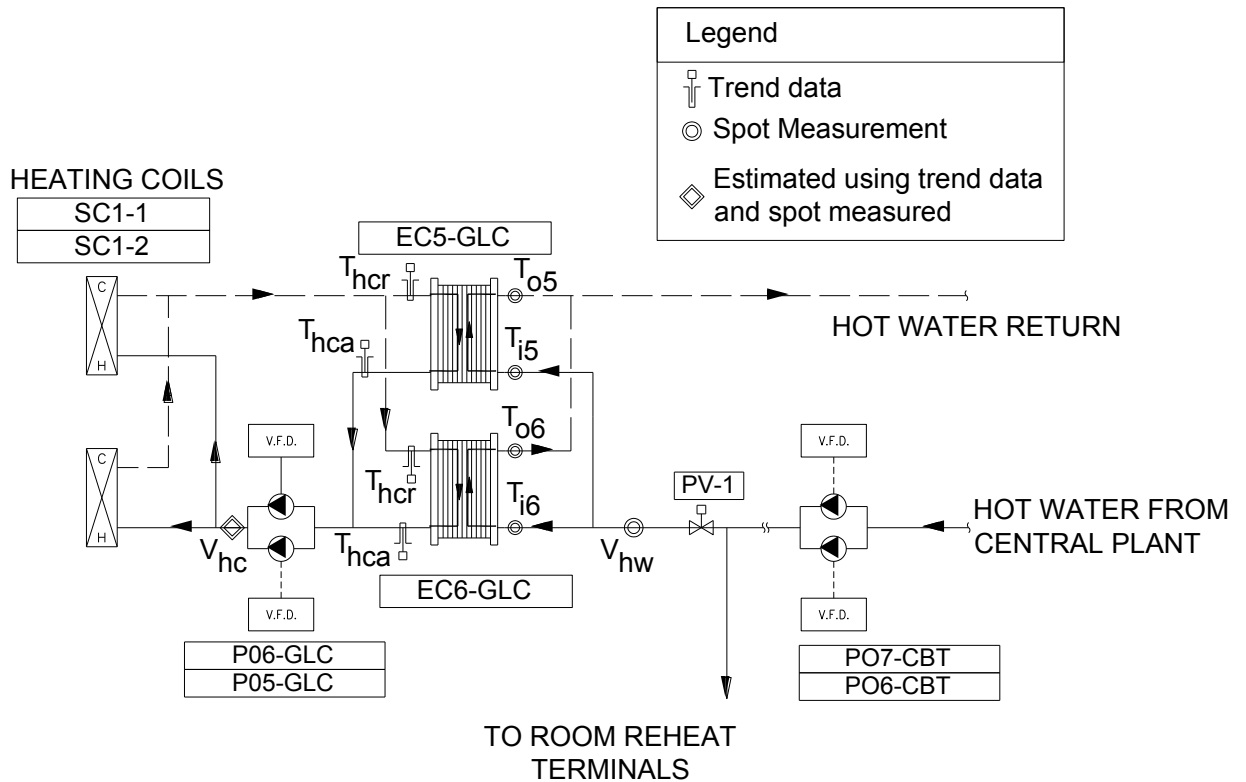 Legend
Trend data
Spot Measurement
Estimated using trend data
and spot measured
HEATING COILS
SC1-1
SC1-2
EC5-GLC
C
H
Thcr
To5
HOT WATER RETURN
Thca
Ti5
V.F.D.
To6
V.F.D.
C
H
Thcr
PV-1
Ti6
HOT WATER FROM
CENTRAL PLANT
Vhc
Thca
Vhw
EC6-GLC
V.F.D.
V.F.D.
P06-GLC
P05-GLC
PO7-CBT
PO6-CBT
TO ROOM REHEAT
TERMINALS